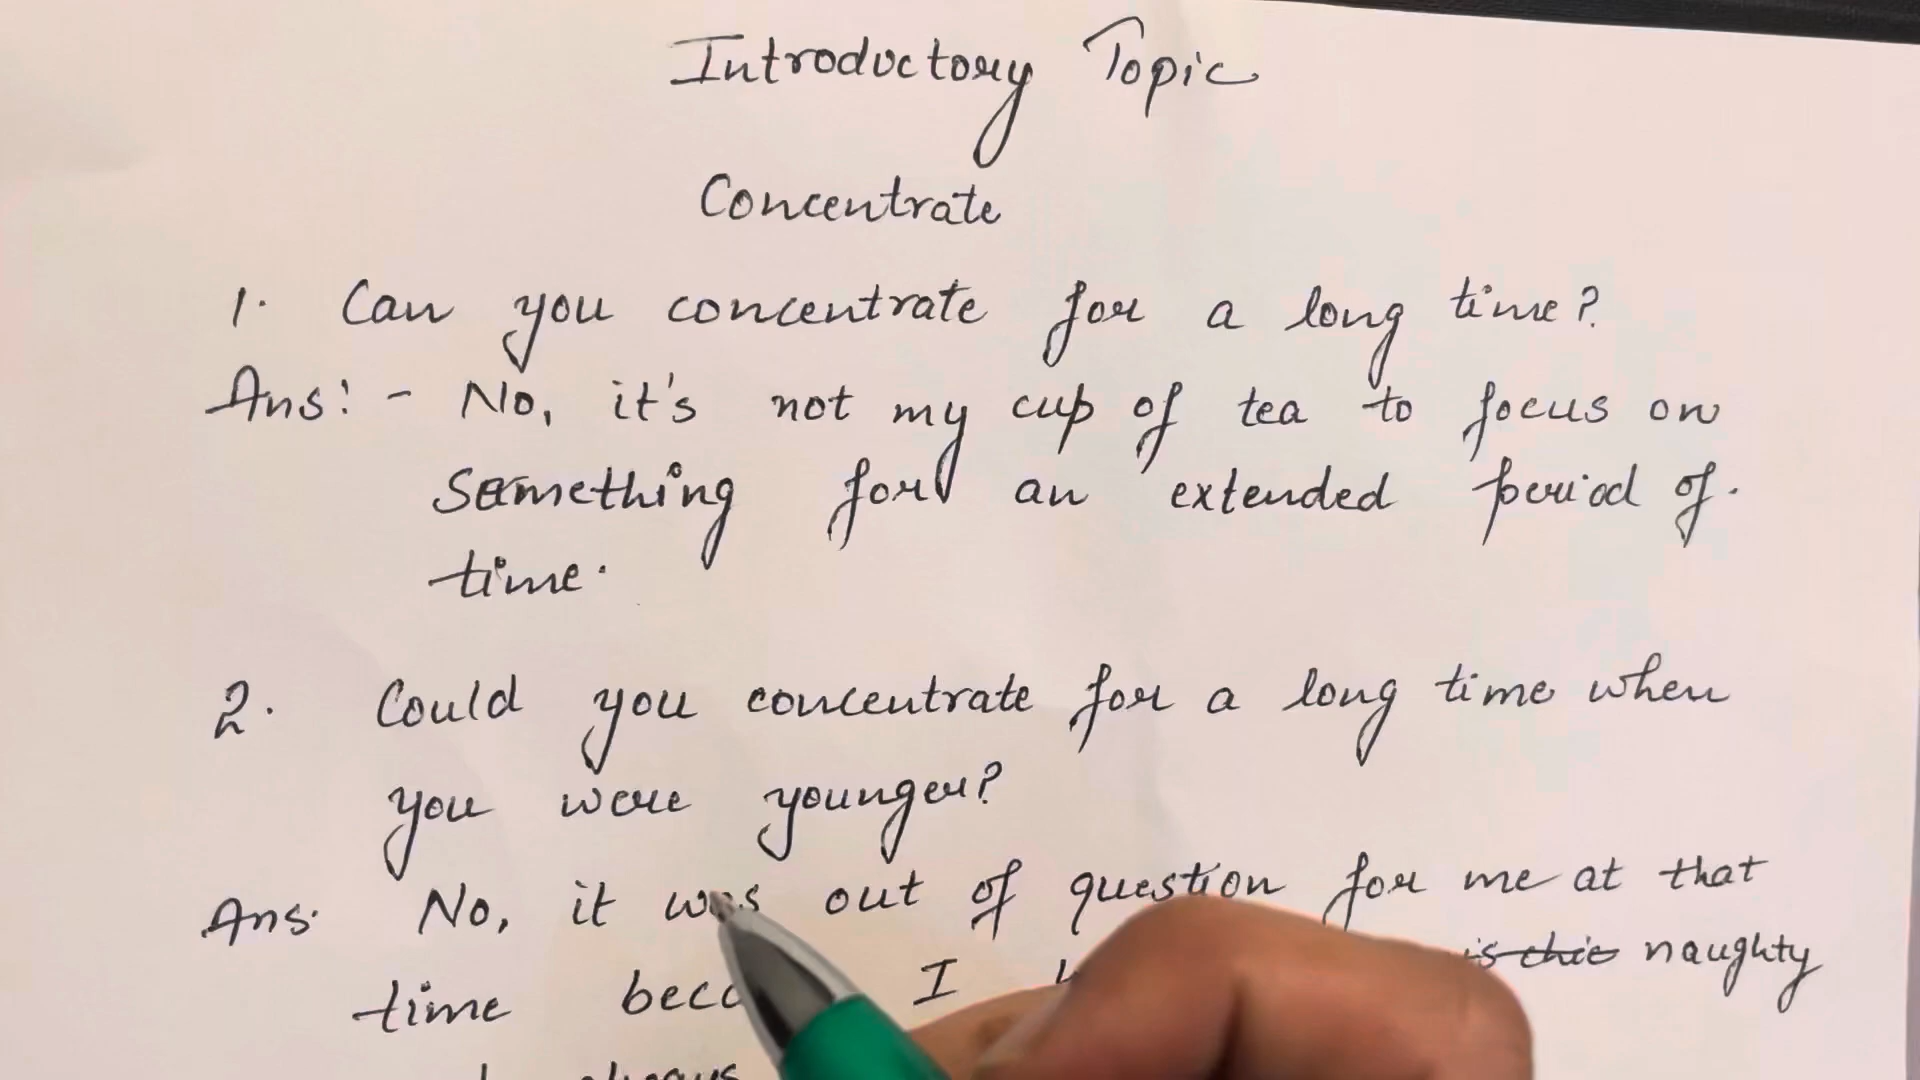 Introductory Topic
Concentrate
1. Can you concentrate for a long time?
Ans:- No, it's not my cup of tea to focus on
something for an extended period of.
time.
2. Could you concentrate for a long time when
you were younger?
Ans. No, it was out of question for me at that
time I naughty
always